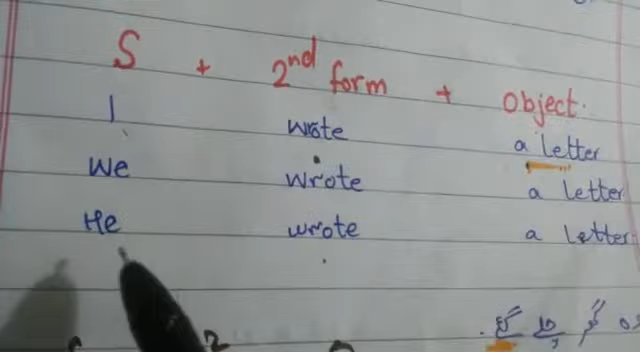 S + 2nd form + object.
I wrote a letter
We wrote a letter
He wrote a letter